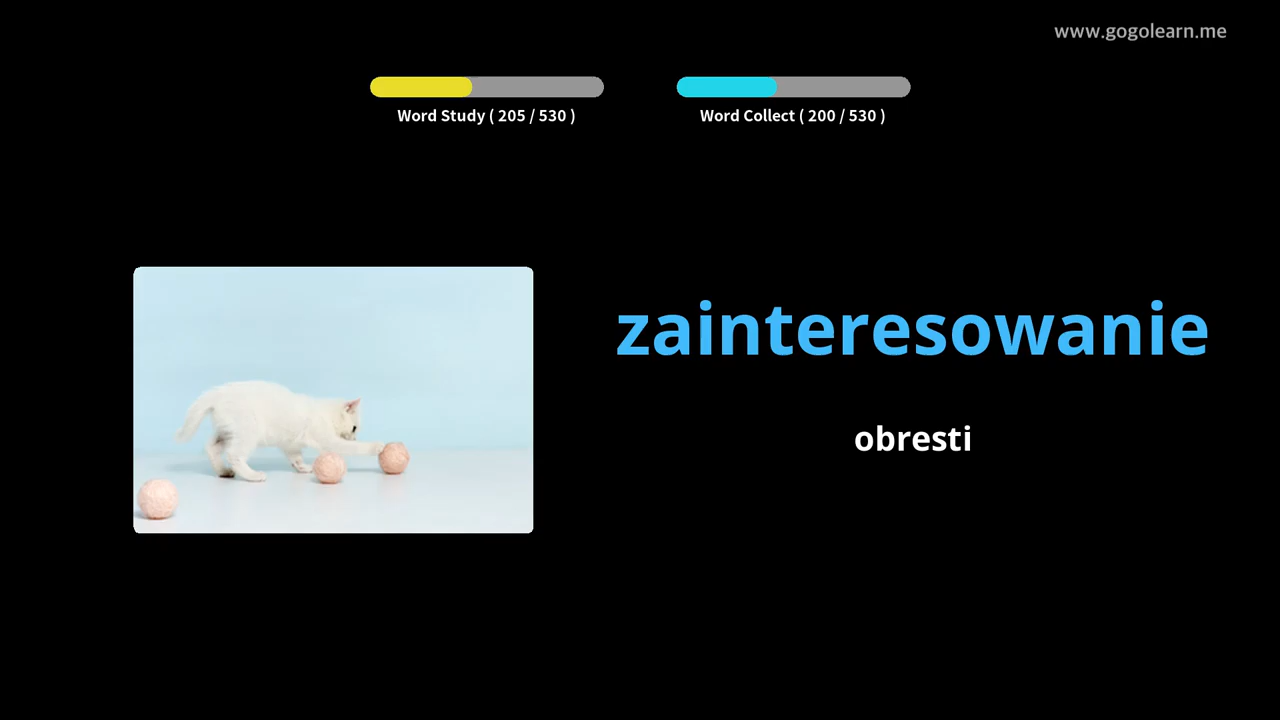 www.gogolearn.me
Word Study ( 205 / 530 )
Word Collect ( 200 / 530 )
zainteresowanie
obresti